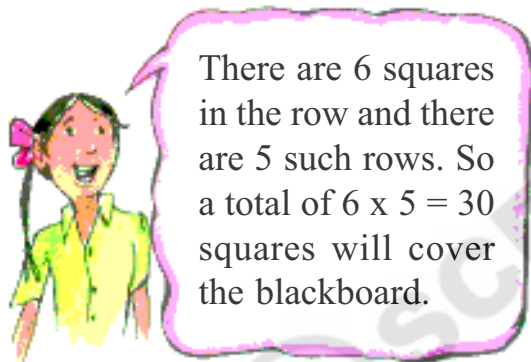 There are 6 squares
in the row and there
are 5 such rows. So
a total of 6 x 5 = 30
squares will cover
the blackboard.